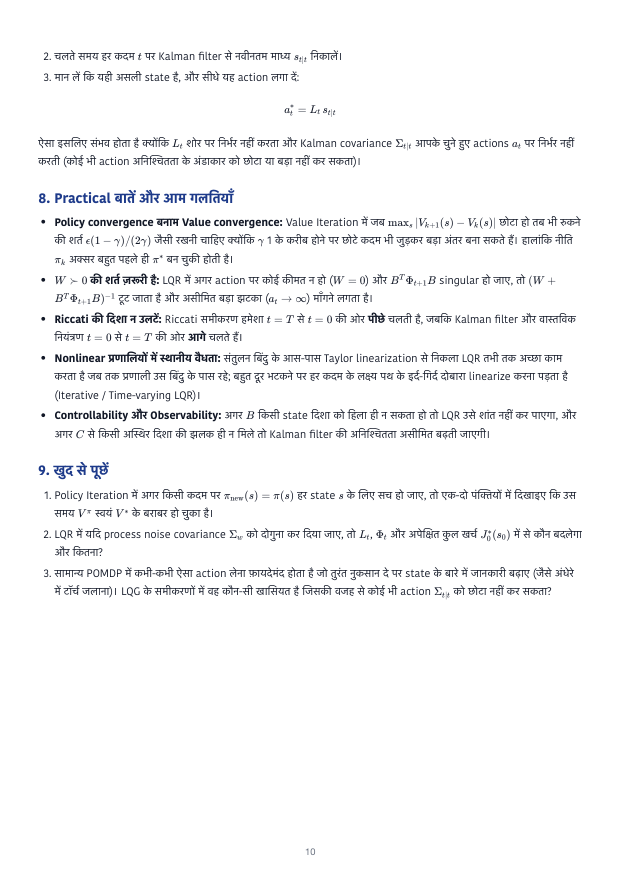 2. चलते समय हर कदम t पर Kalman filter से नवीनतम माध्य s_{t|t} निकालें।
3. मान लें कि यही असली state है, और सीधे यह action लगा दें:
a_t^* = L_t s_{t|t}
ऐसा इसलिए संभव होता है क्योंकि L_t शोर पर निर्भर नहीं करता और Kalman covariance Σ_{t|t} आपके चुने हुए actions a_t पर निर्भर नहीं
करती (कोई भी action अनिश्चितता के अंडाकार को छोटा या बड़ा नहीं कर सकता)।
8. Practical बातें और आम गलतियाँ
• Policy convergence बनाम Value convergence: Value Iteration में जब max_s |V_{k+1}(s) − V_k(s)| छोटा हो तब भी रुकने
की शर्त ϵ(1 − γ)/(2γ) जैसी रखनी चाहिए क्योंकि γ 1 के करीब होने पर छोटे कदम भी जुड़कर बड़ा अंतर बना सकते हैं। हालांकि नीति
π_k अक्सर बहुत पहले ही π^* बन चुकी होती है।
• W ≻ 0 की शर्त ज़रूरी है: LQR में अगर action पर कोई कीमत न हो (W = 0) और B^T Φ_{t+1} B singular हो जाए, तो (W +
B^T Φ_{t+1} B)^{−1} टूट जाता है और असीमित बड़ा झटका (a_t → ∞) माँगने लगता है।
• Riccati की दिशा न उलटें: Riccati समीकरण हमेशा t = T से t = 0 की ओर पीछे चलती है, जबकि Kalman filter और वास्तविक
नियंत्रण t = 0 से t = T की ओर आगे चलते हैं।
• Nonlinear प्रणालियों में स्थानीय वैधता: संतुलन बिंदु के आस-पास Taylor linearization से निकला LQR तभी तक अच्छा काम
करता है जब तक प्रणाली उस बिंदु के पास रहे; बहुत दूर भटकने पर हर कदम के लक्ष्य पथ के इर्द-गिर्द दोबारा linearize करना पड़ता है
(Iterative / Time-varying LQR)।
• Controllability और Observability: अगर B किसी state दिशा को हिला ही न सकता हो तो LQR उसे शांत नहीं कर पाएगा, और
अगर C से किसी अस्थिर दिशा की झलक ही न मिले तो Kalman filter की अनिश्चितता असीमित बढ़ती जाएगी।
9. खुद से पूछें
1. Policy Iteration में अगर किसी कदम पर π_{new}(s) = π(s) हर state s के लिए सच हो जाए, तो एक-दो पंक्तियों में दिखाइए कि उस
समय V^π स्वयं V^* के बराबर हो चुका है।
2. LQR में यदि process noise covariance Σ_w को दोगुना कर दिया जाए, तो L_t, Φ_t और अपेक्षित कुल खर्च J_0^*(s_0) में से कौन बदलेगा
और कितना?
3. सामान्य POMDP में कभी-कभी ऐसा action लेना फ़ायदेमंद होता है जो तुरंत नुकसान दे पर state के बारे में जानकारी बढ़ाए (जैसे अंधेरे
में टॉर्च जलाना)। LQG के समीकरणों में वह कौन-सी खासियत है जिसकी वजह से कोई भी action Σ_{t|t} को छोटा नहीं कर सकता?
10